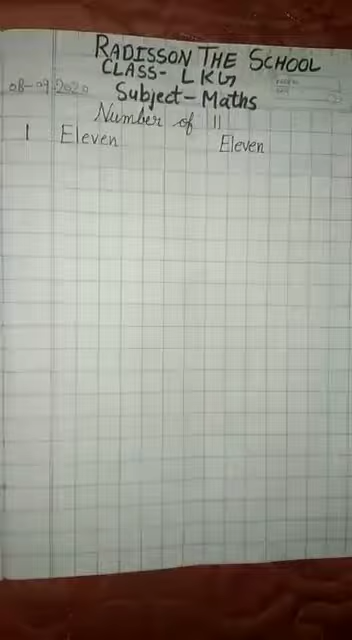 RADISSON THE SCHOOL
CLASS- LKG
08-09-2020
Subject-Maths
Number of 11
1 Eleven Eleven